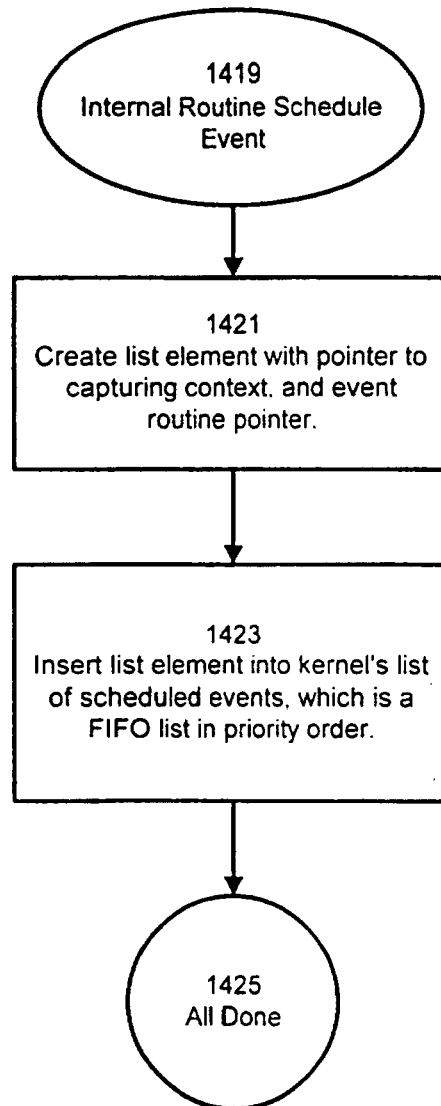 1419
Internal Routine Schedule
Event
1421
Create list element with pointer to
capturing context, and event
routine pointer.
1423
Insert list element into kernel's list
of scheduled events, which is a
FIFO list in priority order.
1425
All Done